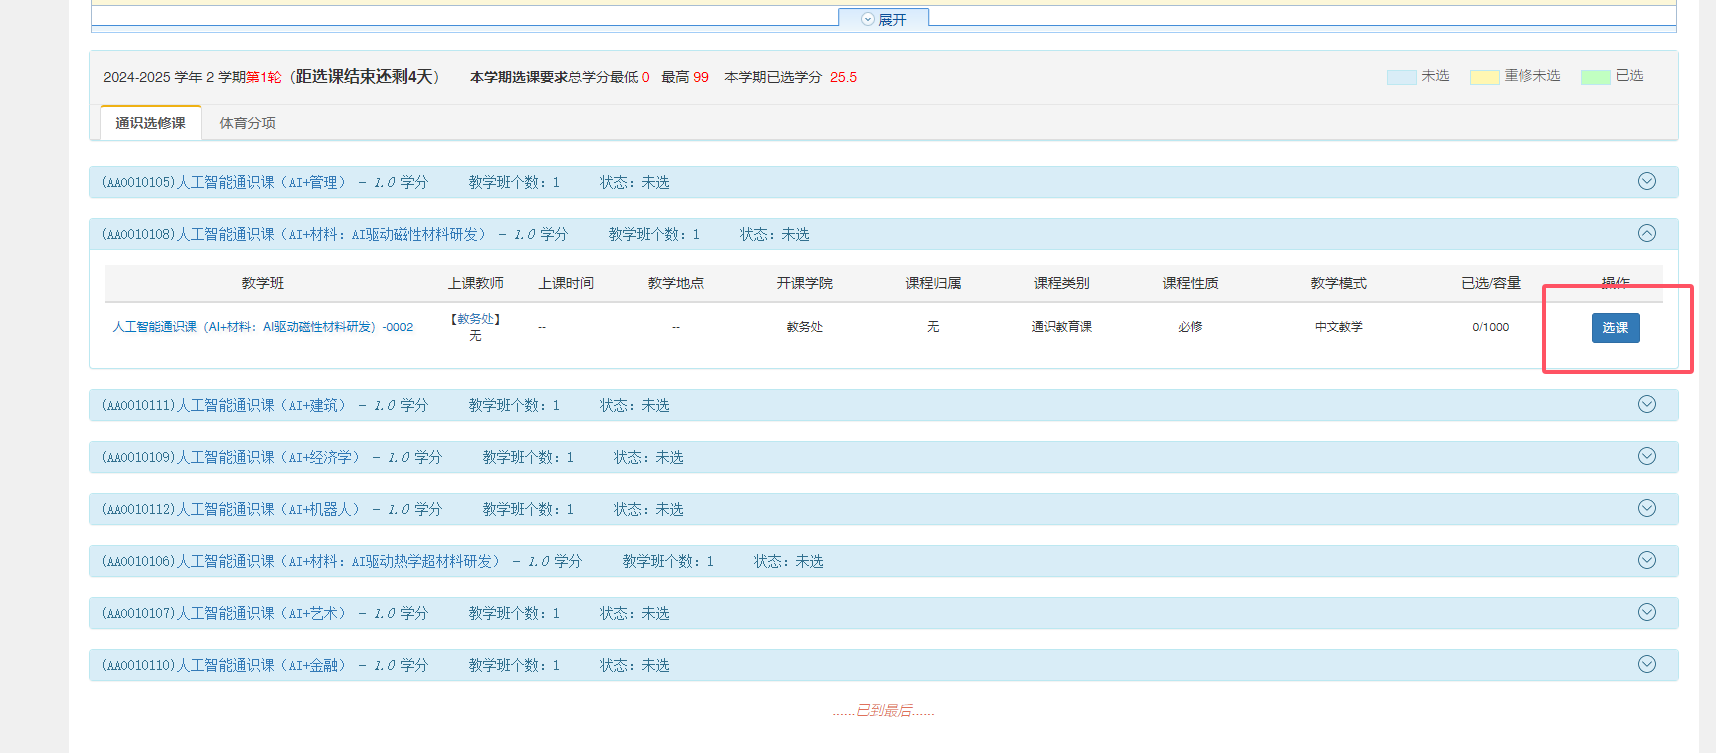 展开
2024-2025 学年 2 学期第1轮（距选课结束还剩4天） 本学期选课要求总学分最低 0 最高 99 本学期已选学分 25.5 未选 重修未选 已选
通识选修课 体育分项
(AA0010105)人工智能通识课（AI+管理） - 1.0 学分 教学班个数：1 状态：未选
(AA0010108)人工智能通识课（AI+材料：AI驱动磁性材料研发） - 1.0 学分 教学班个数：1 状态：未选
教学班 上课教师 上课时间 教学地点 开课学院 课程归属 课程类别 课程性质 教学模式 已选/容量 操作
人工智能通识课（AI+材料：AI驱动磁性材料研发）-0002 【教务处】 -- -- 教务处 无 通识教育课 必修 中文教学 0/1000 选课
无
(AA0010111)人工智能通识课（AI+建筑） - 1.0 学分 教学班个数：1 状态：未选
(AA0010109)人工智能通识课（AI+经济学） - 1.0 学分 教学班个数：1 状态：未选
(AA0010112)人工智能通识课（AI+机器人） - 1.0 学分 教学班个数：1 状态：未选
(AA0010106)人工智能通识课（AI+材料：AI驱动热学超材料研发） - 1.0 学分 教学班个数：1 状态：未选
(AA0010107)人工智能通识课（AI+艺术） - 1.0 学分 教学班个数：1 状态：未选
(AA0010110)人工智能通识课（AI+金融） - 1.0 学分 教学班个数：1 状态：未选
......已到最后......